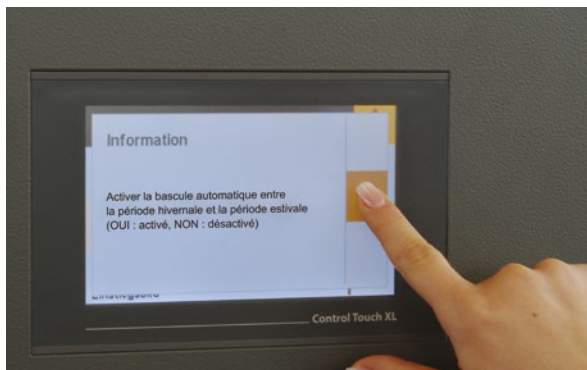 Information
Activer la bascule automatique entre
la période hivernale et la période estivale
(OUI : activé, NON : désactivé)
Control Touch XL